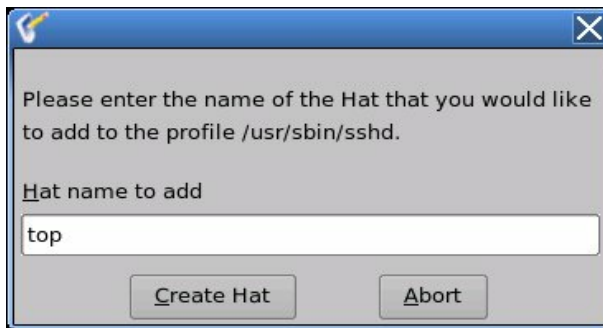 Please enter the name of the Hat that you would like
to add to the profile /usr/sbin/sshd.
Hat name to add
top
Create Hat
Abort